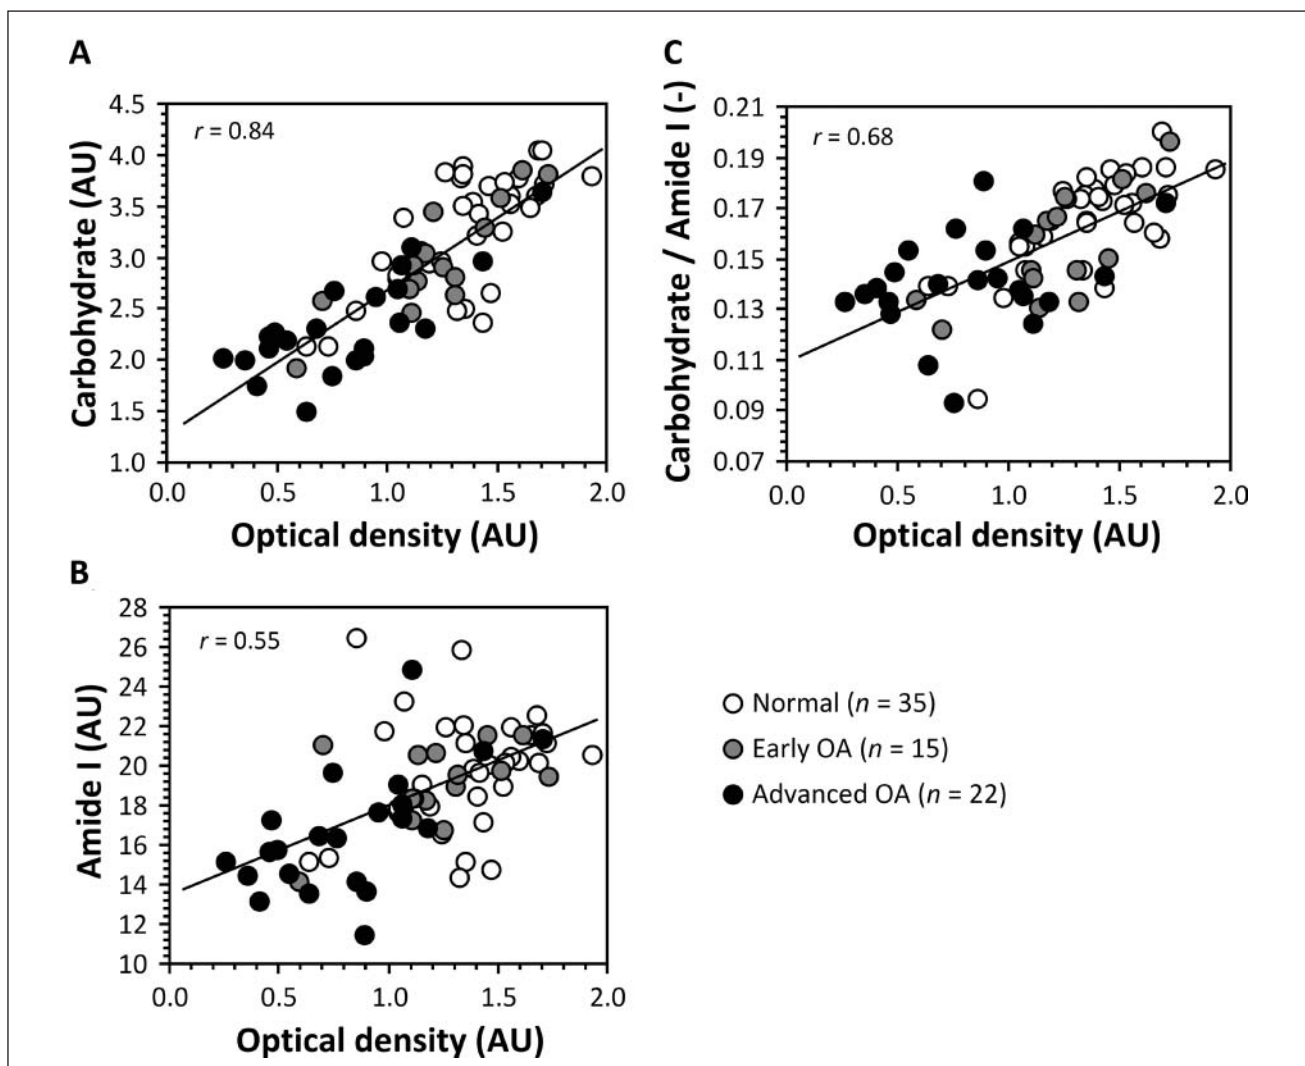 A
Carbohydrate (AU)
4.5
4.0
3.5
3.0
2.5
2.0
1.5
1.0
r = 0.84
0.0
0.5
1.0
1.5
2.0
Optical density (AU)
C
Carbohydrate / Amide I (-)
0.21
0.19
0.17
0.15
0.13
0.11
0.09
0.07
r = 0.68
0.0
0.5
1.0
1.5
2.0
Optical density (AU)
B
Amide I (AU)
28
26
24
22
20
18
16
14
12
10
r = 0.55
0.0
0.5
1.0
1.5
2.0
Optical density (AU)
Normal (n = 35)
Early OA (n = 15)
Advanced OA (n = 22)